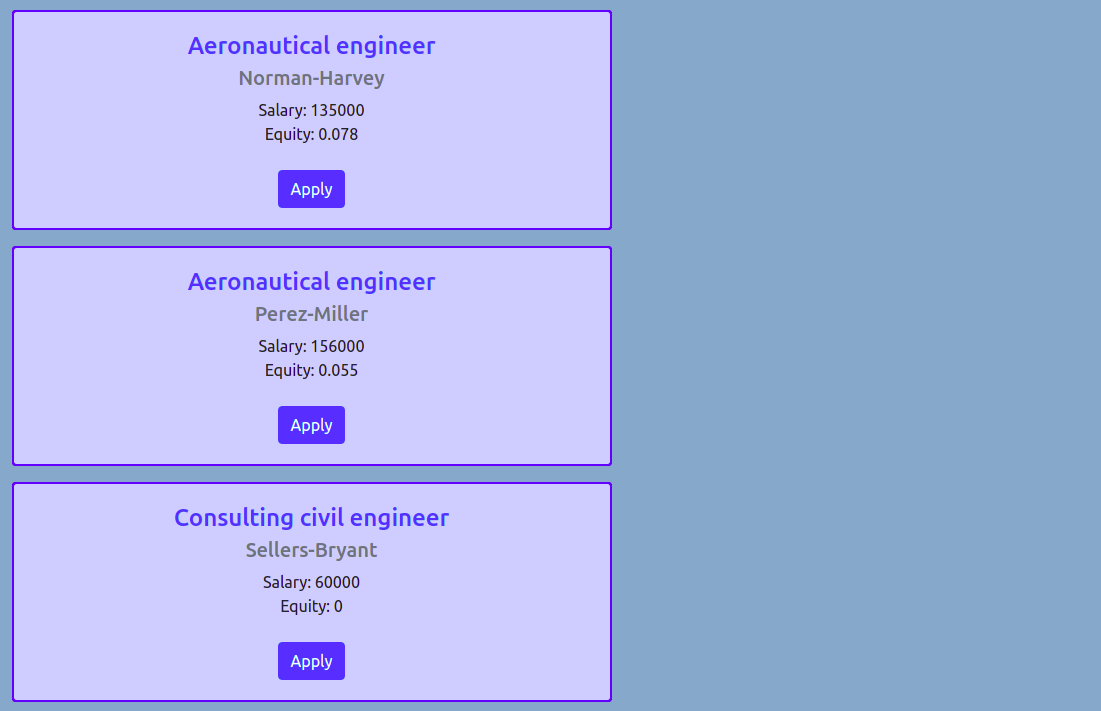 Aeronautical engineer
Norman-Harvey
Salary: 135000
Equity: 0.078
Apply
Aeronautical engineer
Perez-Miller
Salary: 156000
Equity: 0.055
Apply
Consulting civil engineer
Sellers-Bryant
Salary: 60000
Equity: 0
Apply